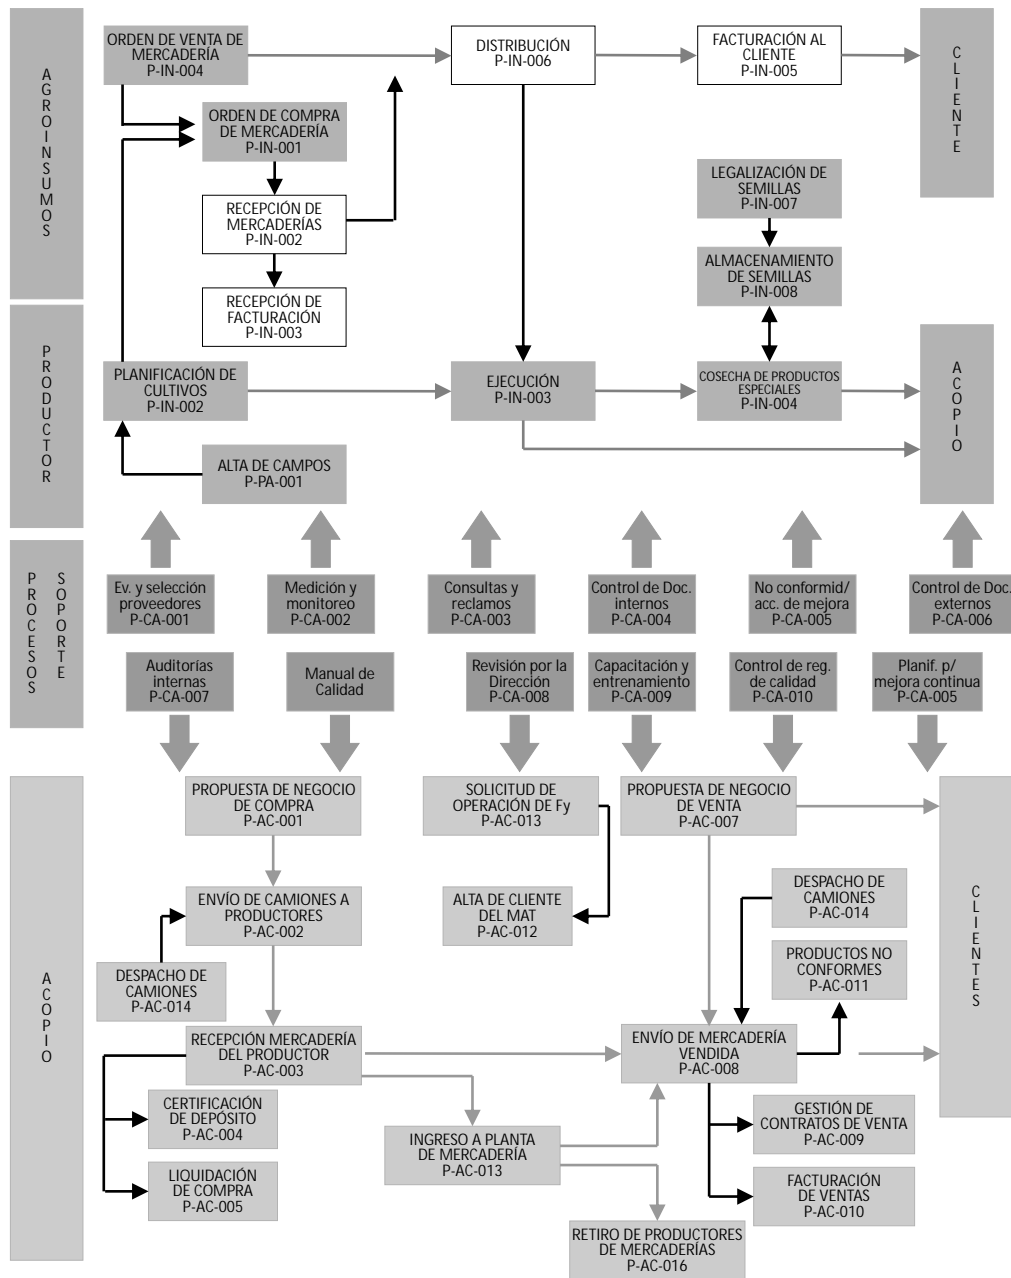 AGROINSUMOS
ORDEN DE VENTA DE
MERCADERÍA
P-IN-004
DISTRIBUCIÓN
P-IN-006
FACTURACIÓN AL
CLIENTE
P-IN-005
CLIENTE
ORDEN DE COMPRA
DE MERCADERÍA
P-IN-001
RECEPCIÓN DE
MERCADERÍAS
P-IN-002
RECEPCIÓN DE
FACTURACIÓN
P-IN-003
LEGALIZACIÓN DE
SEMILLAS
P-IN-007
ALMACENAMIENTO
DE SEMILLAS
P-IN-008
PRODUCTOR
PLANIFICACIÓN DE
CULTIVOS
P-IN-002
EJECUCIÓN
P-IN-003
COSECHA DE PRODUCTOS
ESPECIALES
P-IN-004
ACOPIO
ALTA DE CAMPOS
P-PA-001
PROCESOS
SOPORTE
Ev. y selección
proveedores
P-CA-001
Medición y
monitoreo
P-CA-002
Consultas y
reclamos
P-CA-003
Control de Doc.
internos
P-CA-004
No conformid/
acc. de mejora
P-CA-005
Control de Doc.
externos
P-CA-006
Auditorías
internas
P-CA-007
Manual de
Calidad
Revisión por la
Dirección
P-CA-008
Capacitación y
entrenamiento
P-CA-009
Control de reg.
de calidad
P-CA-010
Planif. p/
mejora continua
P-CA-005
ACOPIO
PROPUESTA DE NEGOCIO
DE COMPRA
P-AC-001
SOLICITUD DE
OPERACIÓN DE Fy
P-AC-013
PROPUESTA DE NEGOCIO
DE VENTA
P-AC-007
CLIENTES
ENVÍO DE CAMIONES A
PRODUCTORES
P-AC-002
ALTA DE CLIENTE
DEL MAT
P-AC-012
DESPACHO DE
CAMIONES
P-AC-014
PRODUCTOS NO
CONFORMES
P-AC-011
DESPACHO DE
CAMIONES
P-AC-014
RECEPCIÓN MERCADERÍA
DEL PRODUCTOR
P-AC-003
ENVÍO DE MERCADERÍA
VENDIDA
P-AC-008
CERTIFICACIÓN
DE DEPÓSITO
P-AC-004
INGRESO A PLANTA
DE MERCADERÍA
P-AC-013
GESTIÓN DE
CONTRATOS DE VENTA
P-AC-009
LIQUIDACIÓN
DE COMPRA
P-AC-005
FACTURACIÓN
DE VENTAS
P-AC-010
RETIRO DE PRODUCTORES
DE MERCADERÍAS
P-AC-016